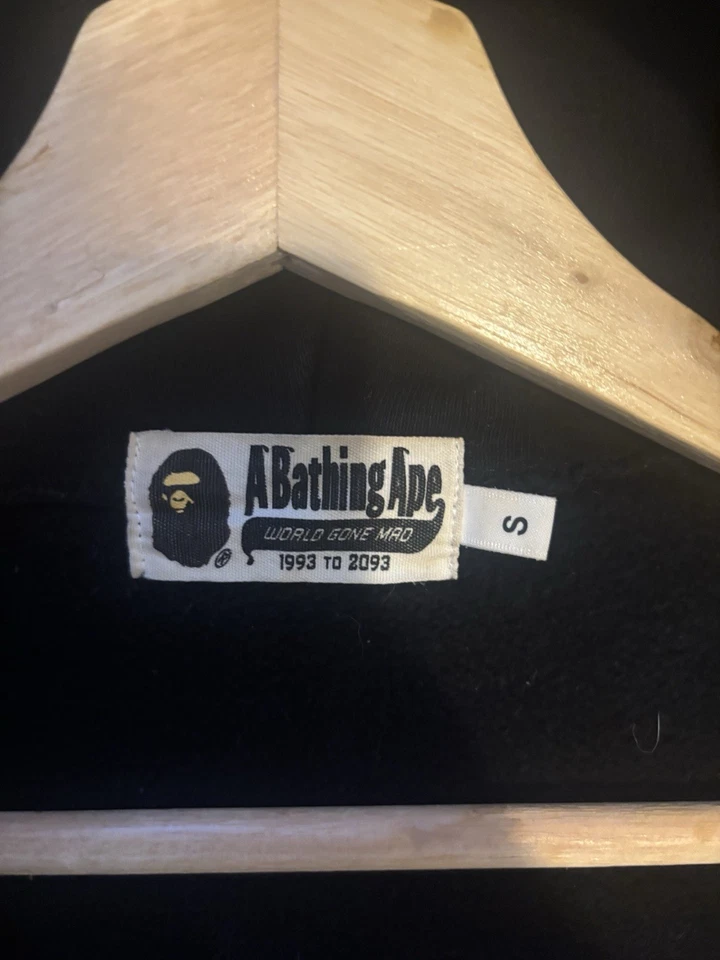 A Bathing Ape
WORLD GONE MAD
1993 TO 2093
®
S